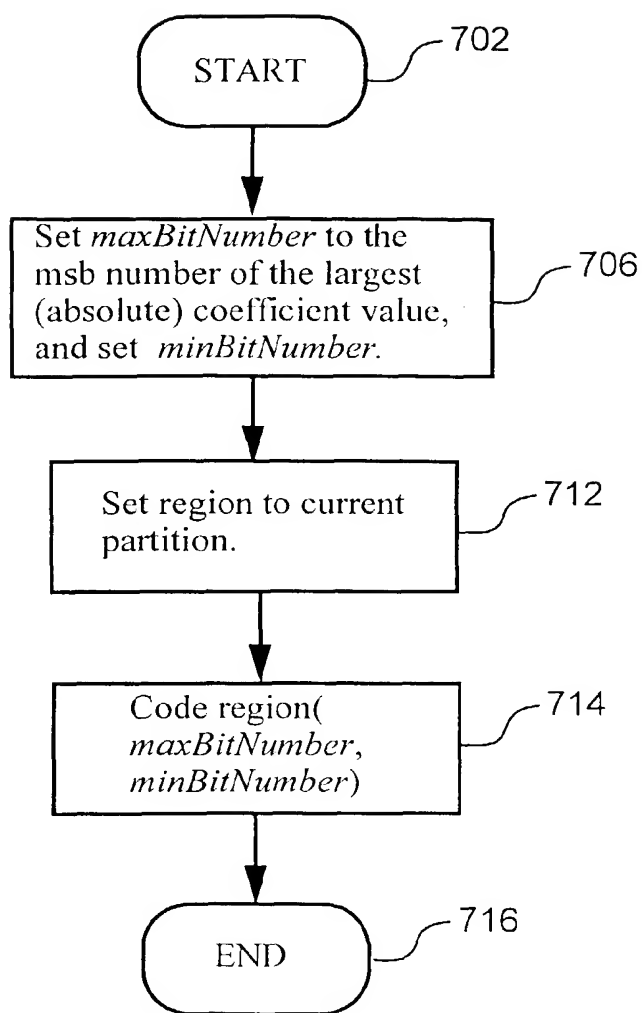 START
702
Set maxBitNumber to the
msb number of the largest
(absolute) coefficient value,
and set minBitNumber.
706
Set region to current
partition.
712
Code region(
maxBitNumber,
minBitNumber)
714
END
716